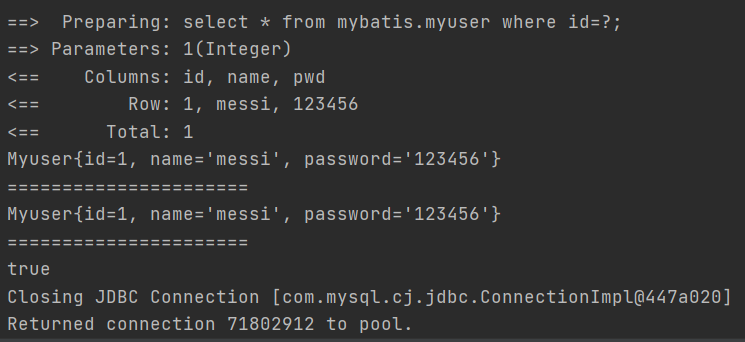 ==>  Preparing: select * from mybatis.myuser where id=?;
==> Parameters: 1(Integer)
<==    Columns: id, name, pwd
<==        Row: 1, messi, 123456
<==      Total: 1
Myuser{id=1, name='messi', password='123456'}
======================
Myuser{id=1, name='messi', password='123456'}
======================
true
Closing JDBC Connection [com.mysql.cj.jdbc.ConnectionImpl@447a020]
Returned connection 71802912 to pool.